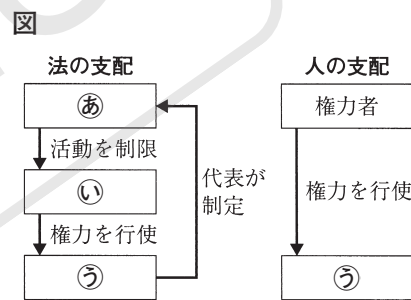 図
法の支配
あ
活動を制限
い
権力を行使
う
代表が
制定
人の支配
権力者
権力を行使
う